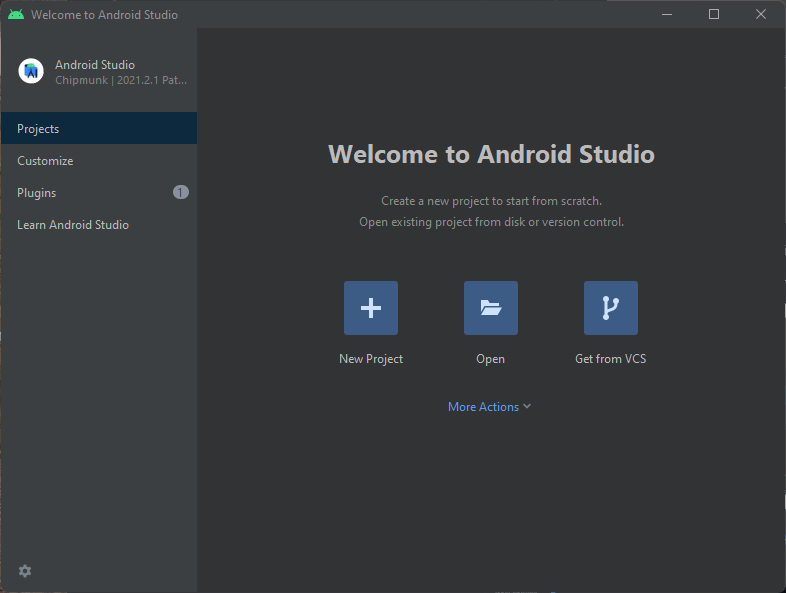 Welcome to Android Studio
Android Studio
Chipmunk | 2021.2.1 Pat...
Projects
Customize
Plugins 1
Learn Android Studio
Welcome to Android Studio
Create a new project to start from scratch.
Open existing project from disk or version control.
New Project
Open
Get from VCS
More Actions